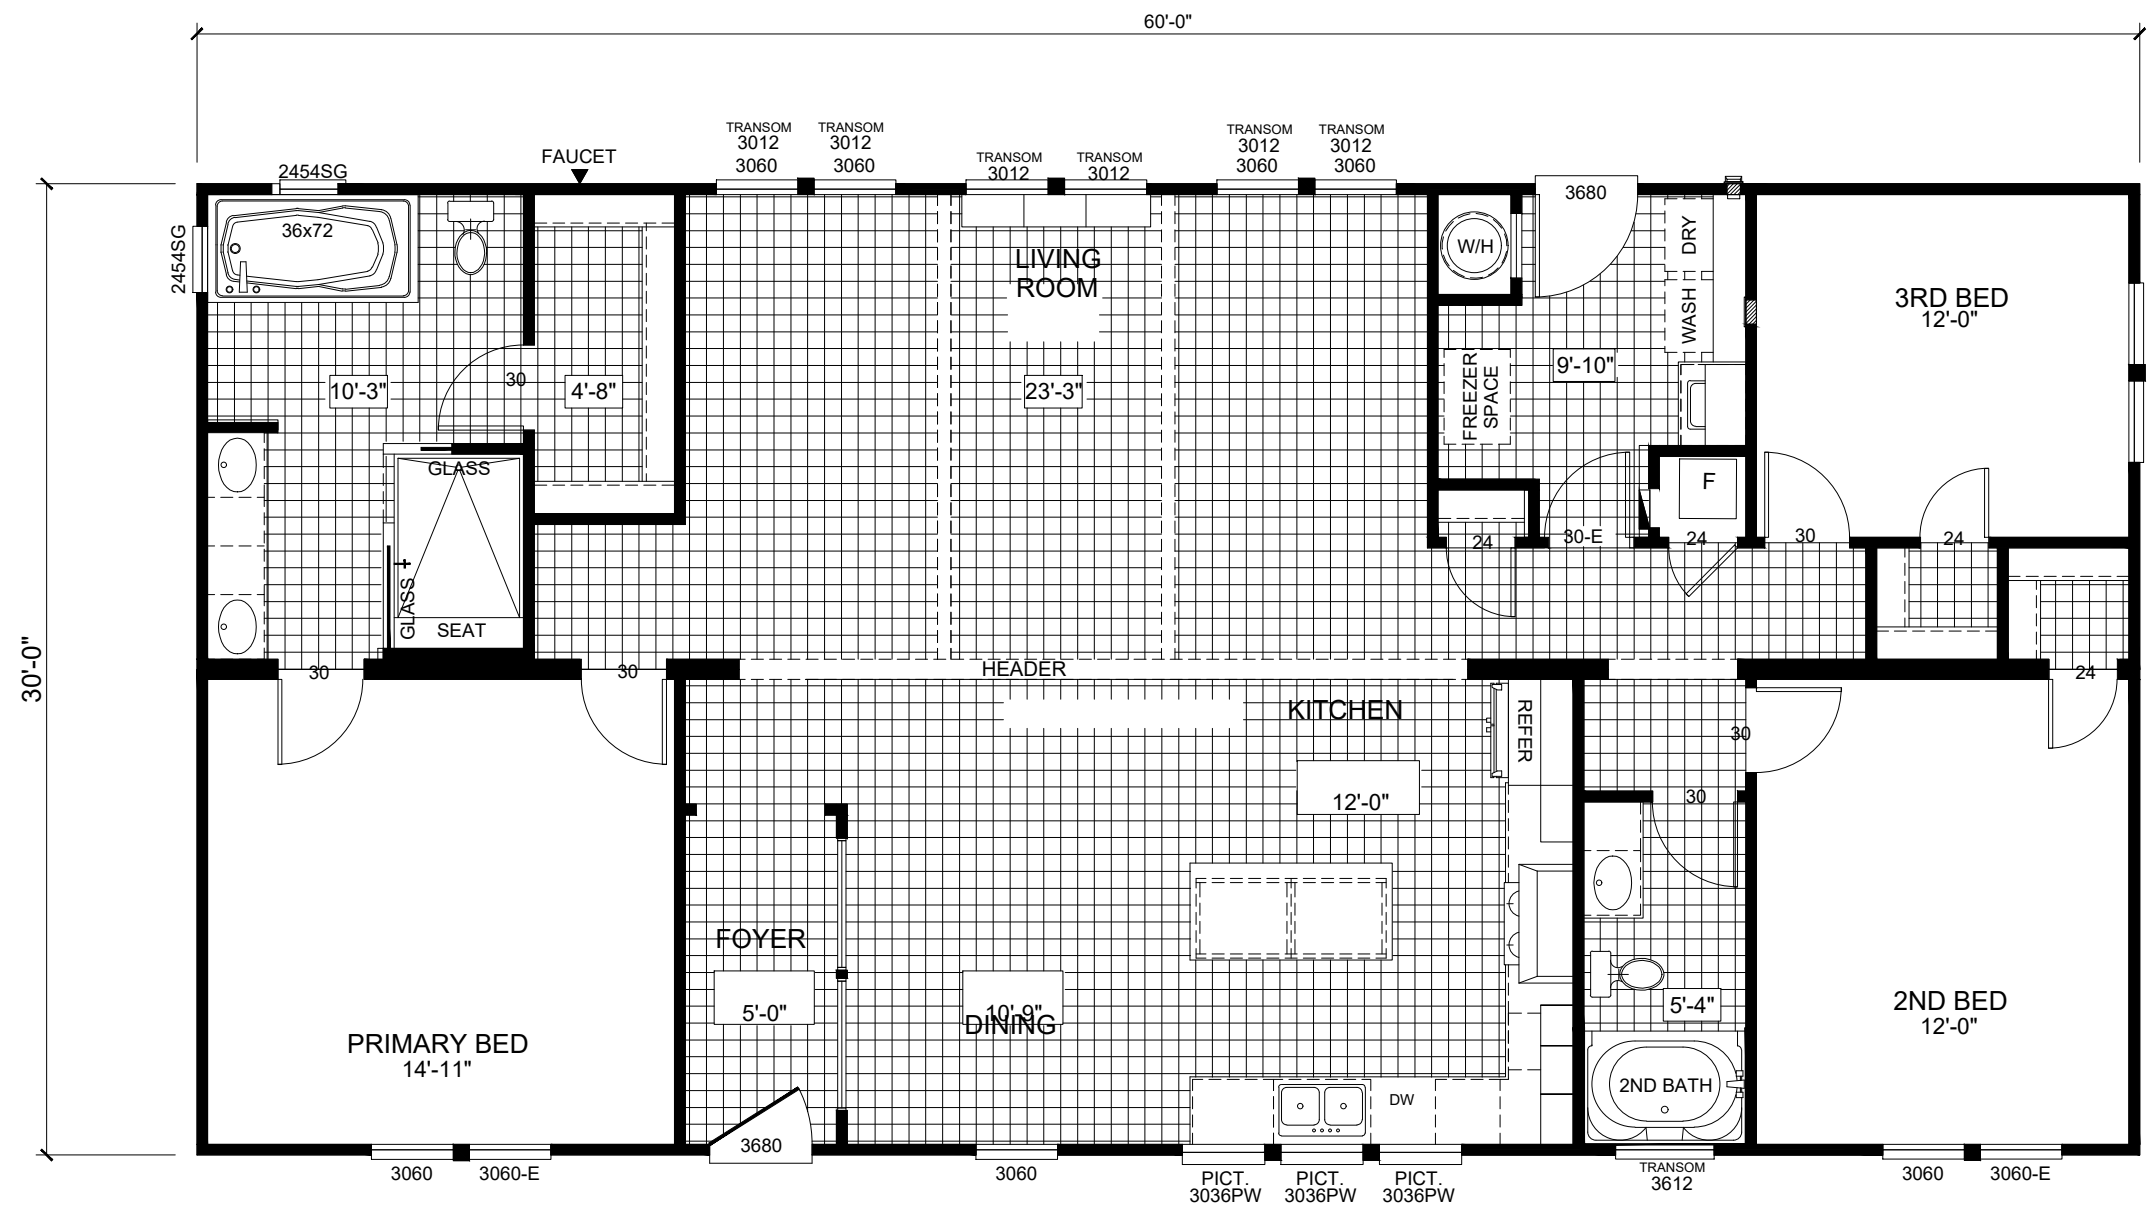 60'-0"
TRANSOM
3012
3060
TRANSOM
3012
3060
TRANSOM
3012
TRANSOM
3012
TRANSOM
3012
3060
TRANSOM
3012
3060
FAUCET
2454SG
2454SG
36x72
3680
W/H
DRY
WASH
LIVING
ROOM
3RD BED
12'-0"
FREEZER
SPACE
9'-10"
10'-3"
30
4'-8"
23'-3"
GLASS
GLASS
SEAT
F
24
30-E
24
30
24
30'-0"
30
30
HEADER
24
KITCHEN
12'-0"
REFER
30
30
FOYER
5'-0"
10'-9"
DINING
5'-4"
2ND BED
12'-0"
PRIMARY BED
14'-11"
2ND BATH
DW
3680
3060
3060-E
3060
PICT.
3036PW
PICT.
3036PW
PICT.
3036PW
TRANSOM
3612
3060
3060-E